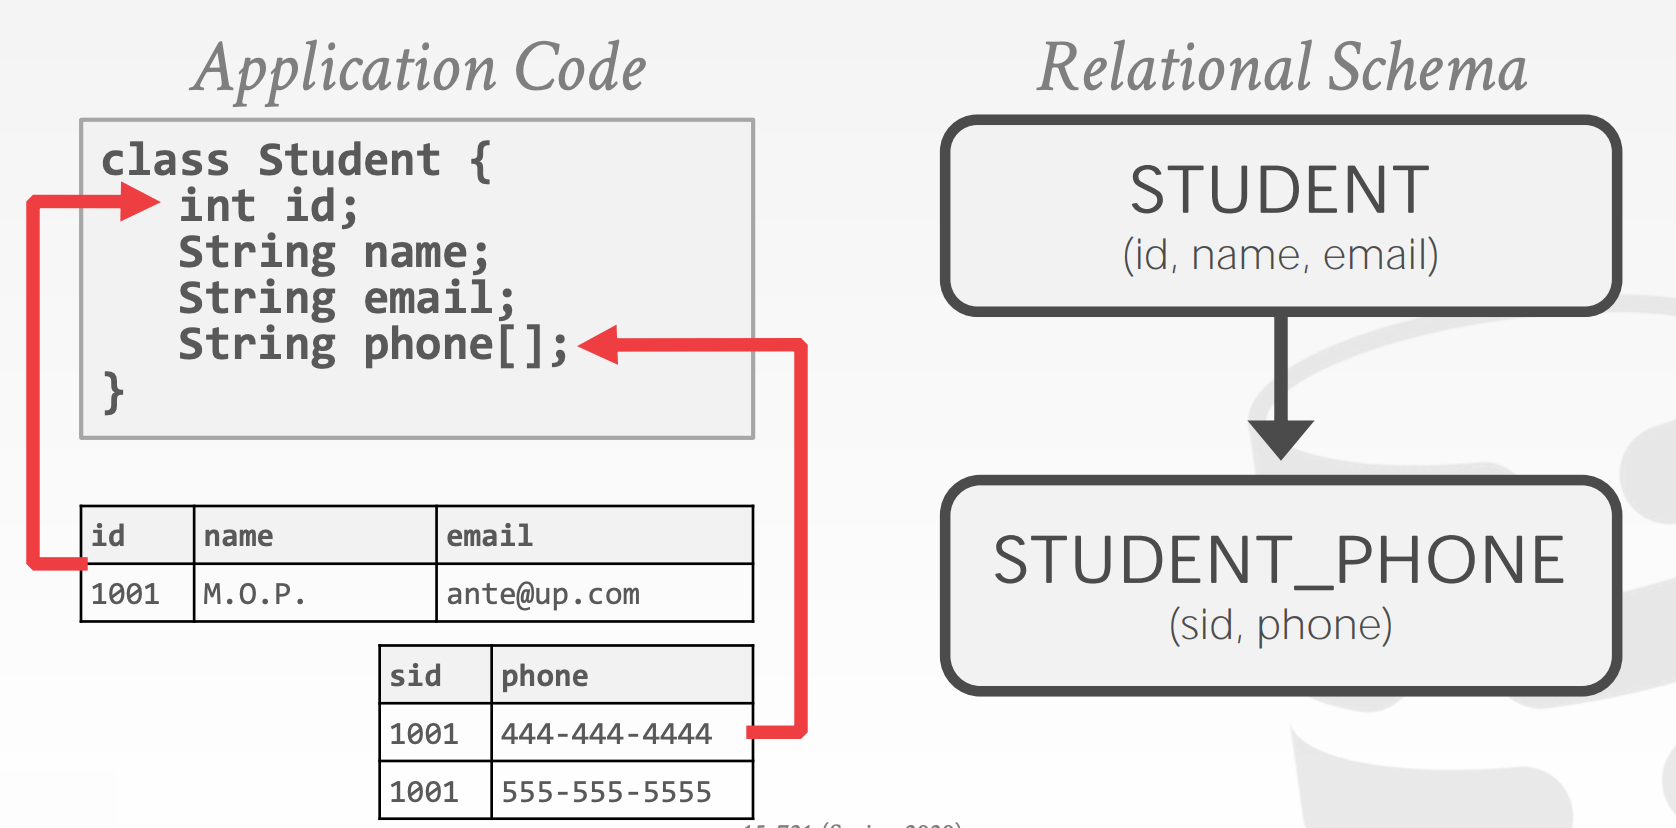 Application Code
class Student {
int id;
String name;
String email;
String phone[];
}
id name email
1001 M.O.P. ante@up.com
sid phone
1001 444-444-4444
1001 555-555-5555
Relational Schema
STUDENT
(id, name, email)
STUDENT_PHONE
(sid, phone)